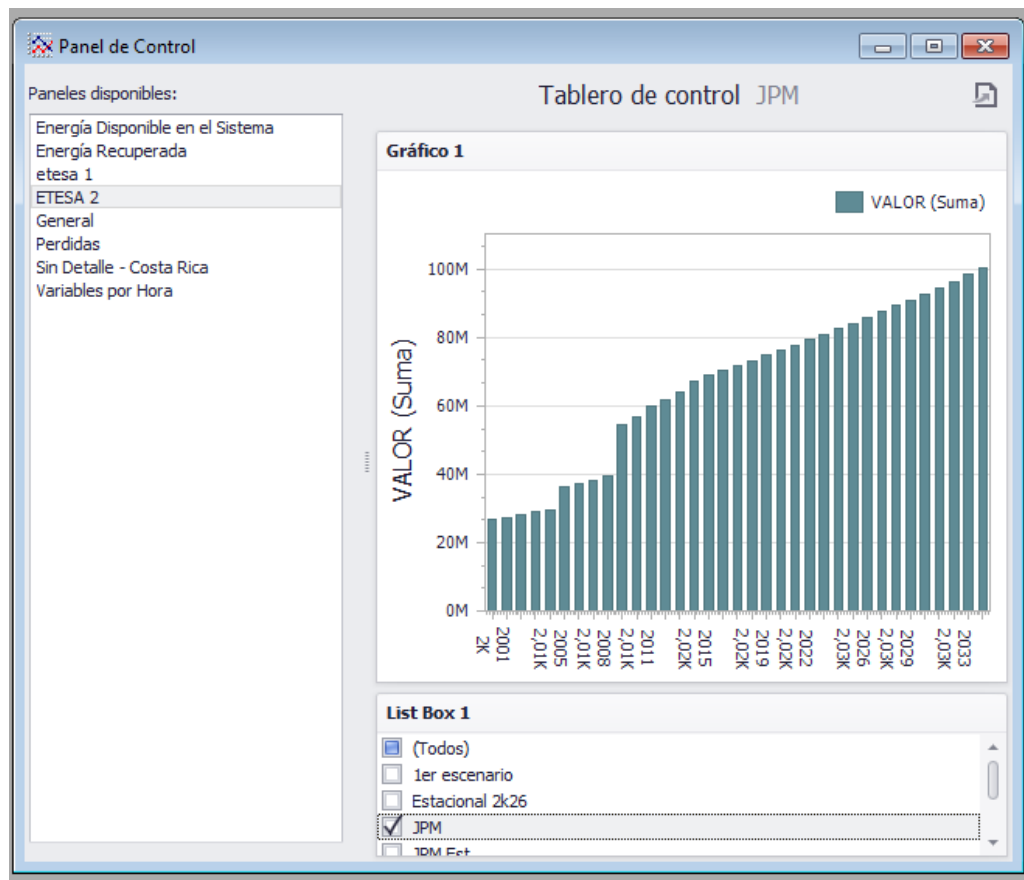 Panel de Control
Paneles disponibles:
Energía Disponible en el Sistema
Energía Recuperada
etesa 1
ETESA 2
General
Perdidas
Sin Detalle - Costa Rica
Variables por Hora
Tablero de control JPM
Gráfico 1
VALOR (Suma)
VALOR (Suma)
100M
80M
60M
40M
20M
0M
2K
2001
2,01K
2005
2,01K
2008
2,01K
2011
2,02K
2015
2,02K
2019
2,02K
2022
2,03K
2026
2,03K
2029
2,03K
2033
List Box 1
(Todos)
1er escenario
Estacional 2k26
JPM
JPM Est